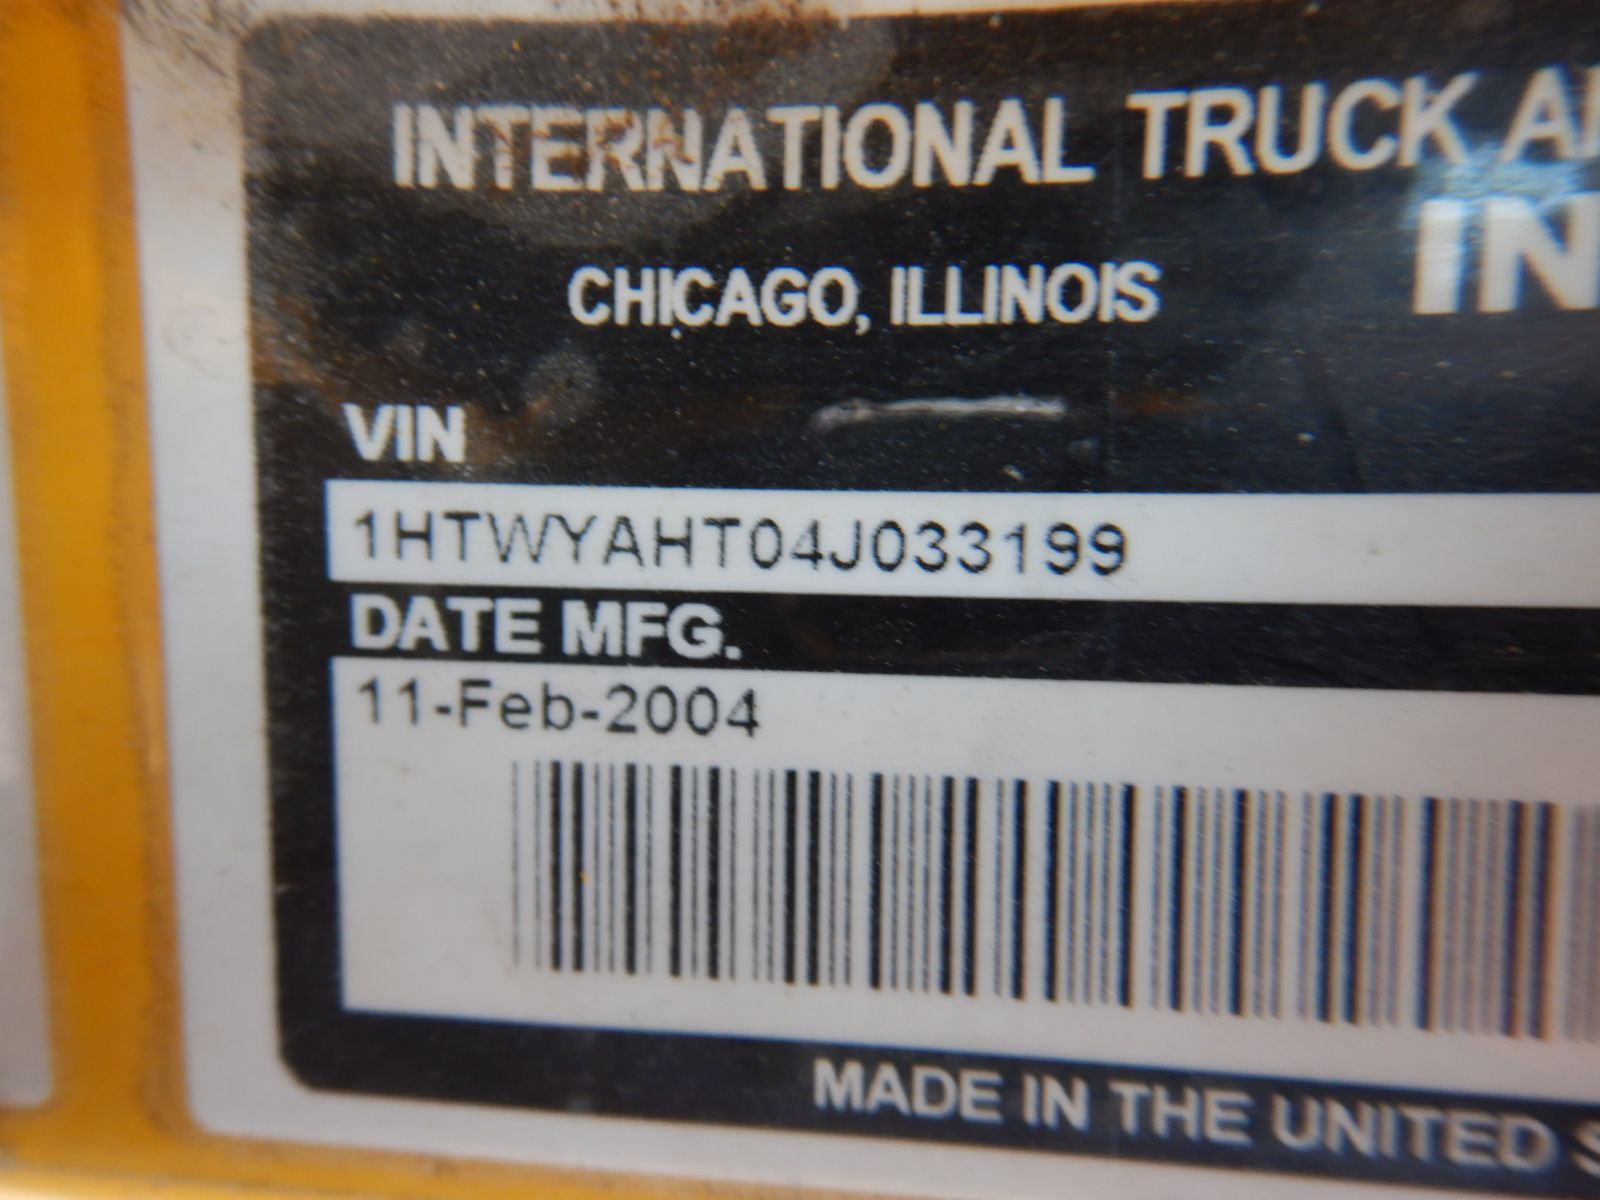 INTERNATIONAL TRUCK
IN
CHICAGO, ILLINOIS
VIN
1HTWYAHT04J033199
DATE MFG.
11-Feb-2004
MADE IN THE UNITED